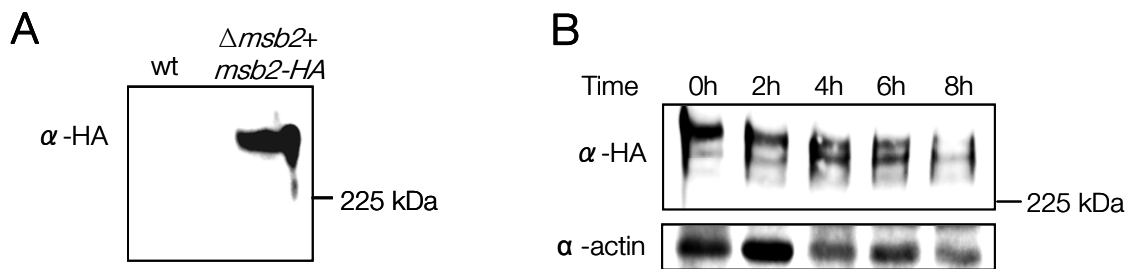 A
wt
Δmsb2+
msb2-HA
α-HA
225 kDa
B
Time 0h 2h 4h 6h 8h
α-HA
225 kDa
α-actin